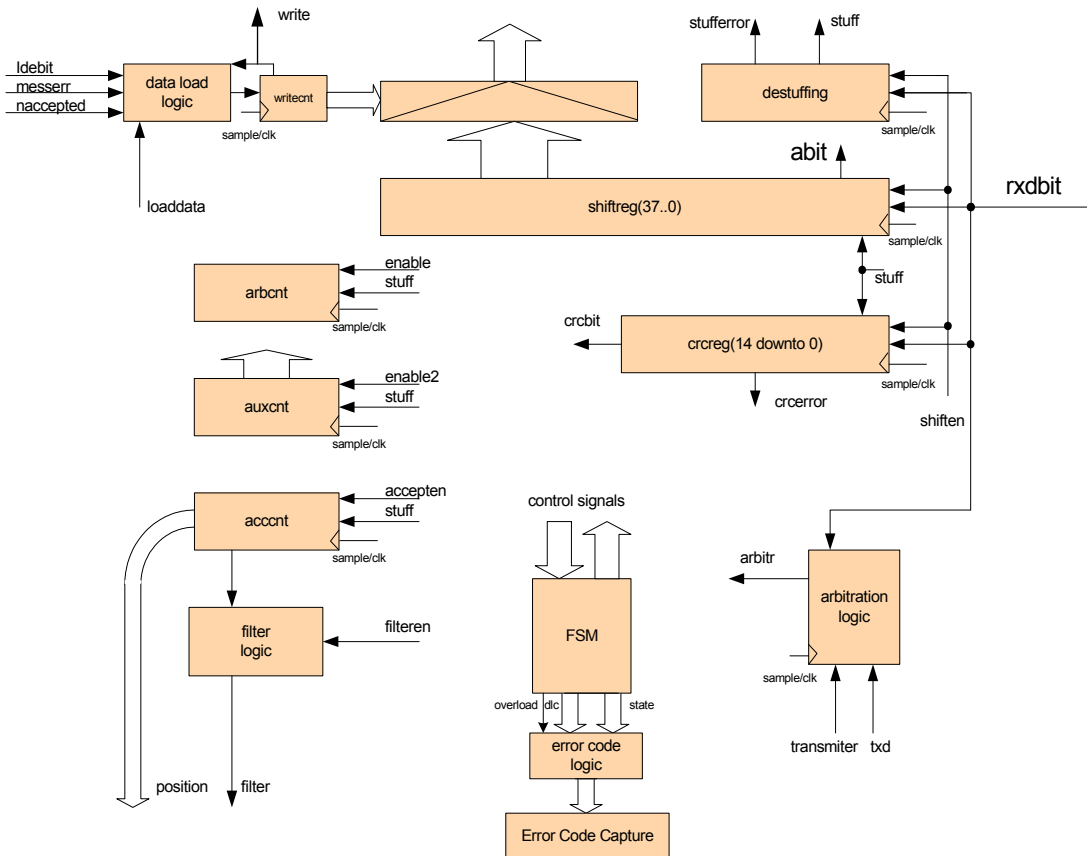 write
stufferror
stuff
Idebit
messerr
naccepted
data load
logic
writecnt
sample/clk
loaddata
destuffing
sample/clk
abit
rxdbit
shiftreg(37..0)
sample/clk
stuff
enable
stuff
arbcnt
sample/clk
crcbit
crcreg(14 downto 0)
sample/clk
crcerror
shiften
enable2
stuff
auxcnt
sample/clk
accepten
stuff
acccnt
sample/clk
control signals
arbitr
arbitration
logic
sample/clk
transmiter
txd
filter
logic
filteren
FSM
overload
dlc
state
error code
logic
position
filter
Error Code Capture